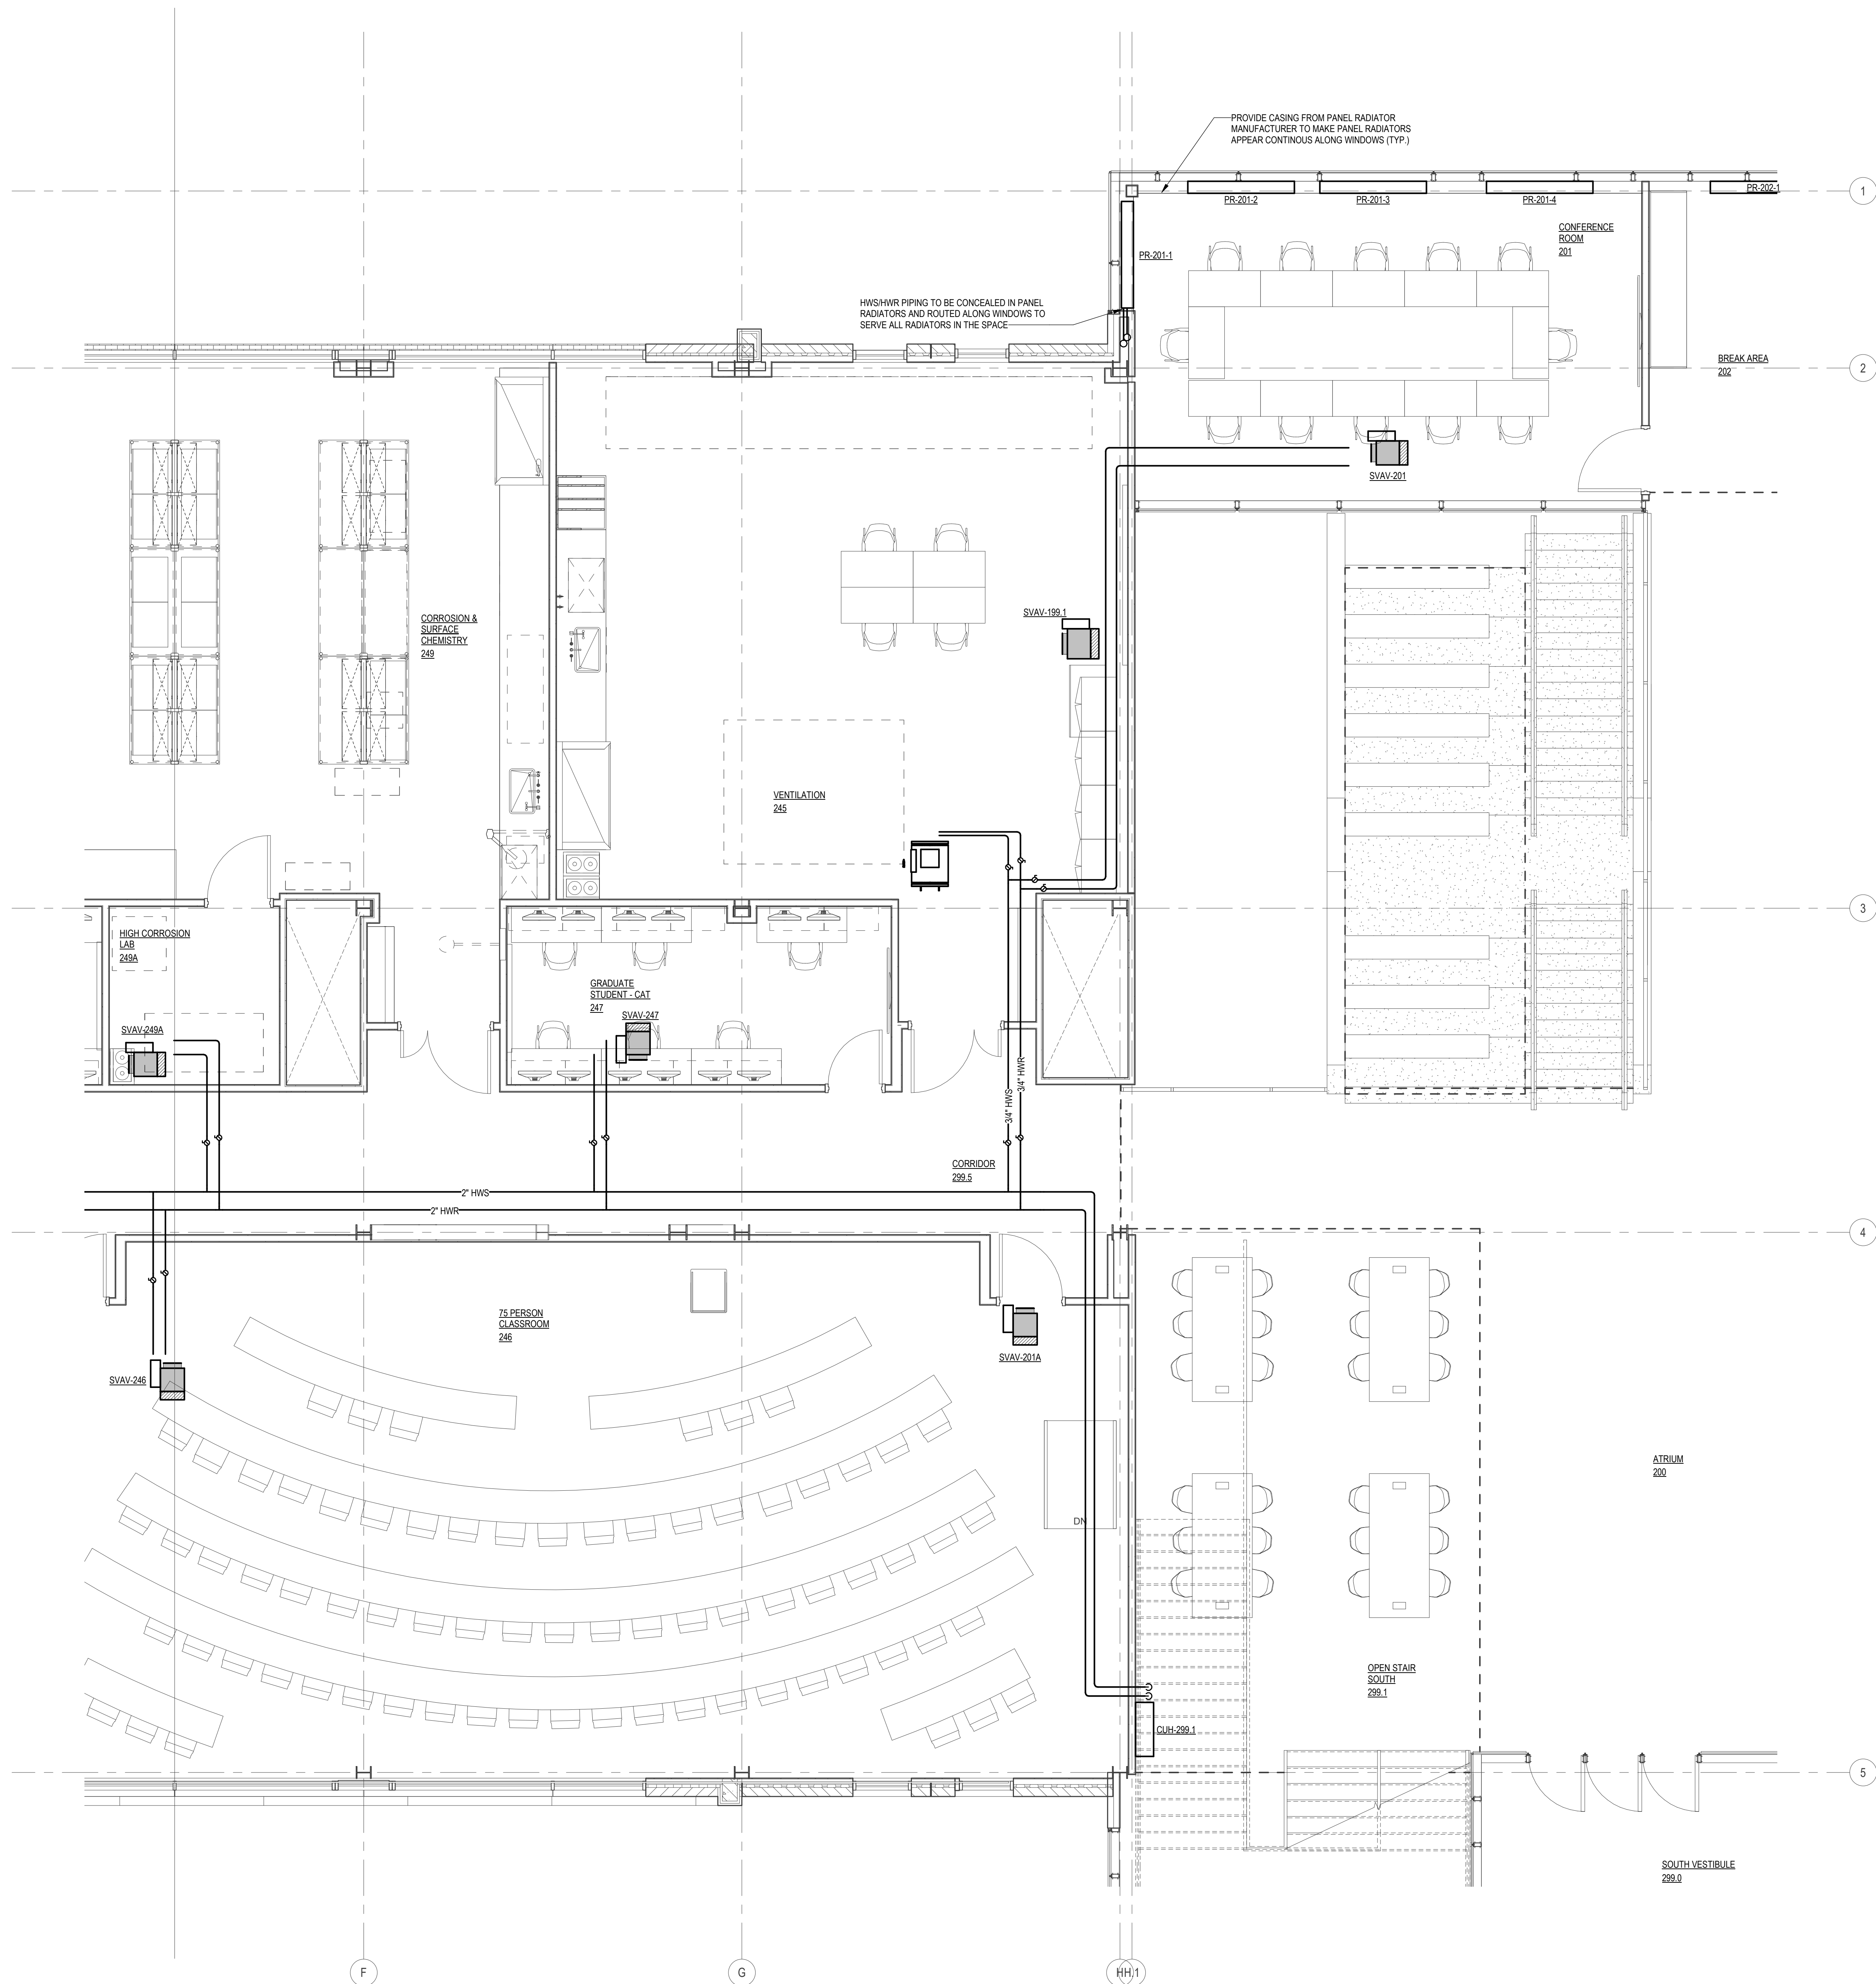 PROVIDE CASING FROM PANEL RADIATOR
MANUFACTURER TO MAKE PANEL RADIATORS
APPEAR CONTINOUS ALONG WINDOWS (TYP.)
1
PR-201-2
PR-201-3
PR-201-4
PR-202-1
CONFERENCE
ROOM
201
PR-201-1
HWS/HWR PIPING TO BE CONCEALED IN PANEL
RADIATORS AND ROUTED ALONG WINDOWS TO
SERVE ALL RADIATORS IN THE SPACE
BREAK AREA
202
2
SVAV-201
CORROSION &
SURFACE
CHEMISTRY
249
SVAV-199.1
VENTILATION
245
3
HIGH CORROSION
LAB
249A
GRADUATE
STUDENT - CAT
247
SVAV-247
SVAV-249A
3/4" HWS
3/4" HWR
CORRIDOR
299.5
2" HWS
2" HWR
4
75 PERSON
CLASSROOM
246
SVAV-201A
SVAV-246
ATRIUM
200
DN
OPEN STAIR
SOUTH
299.1
CUH-299.1
5
SOUTH VESTIBULE
299.0
F
G
H
H.1